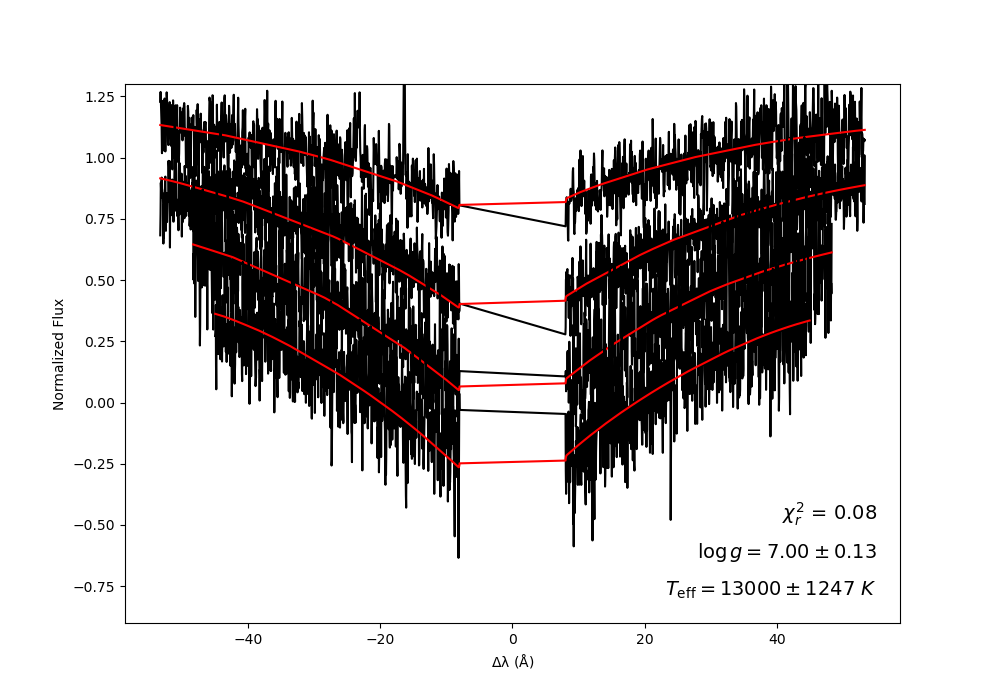 1.25
1.00
0.75
0.50
0.25
0.00
−0.25
−0.50
−0.75
Normalized Flux
χ²ᵣ = 0.08
log g = 7.00 ± 0.13
T_eff = 13000 ± 1247 K
−40 −20 0 20 40
Δλ (Å)